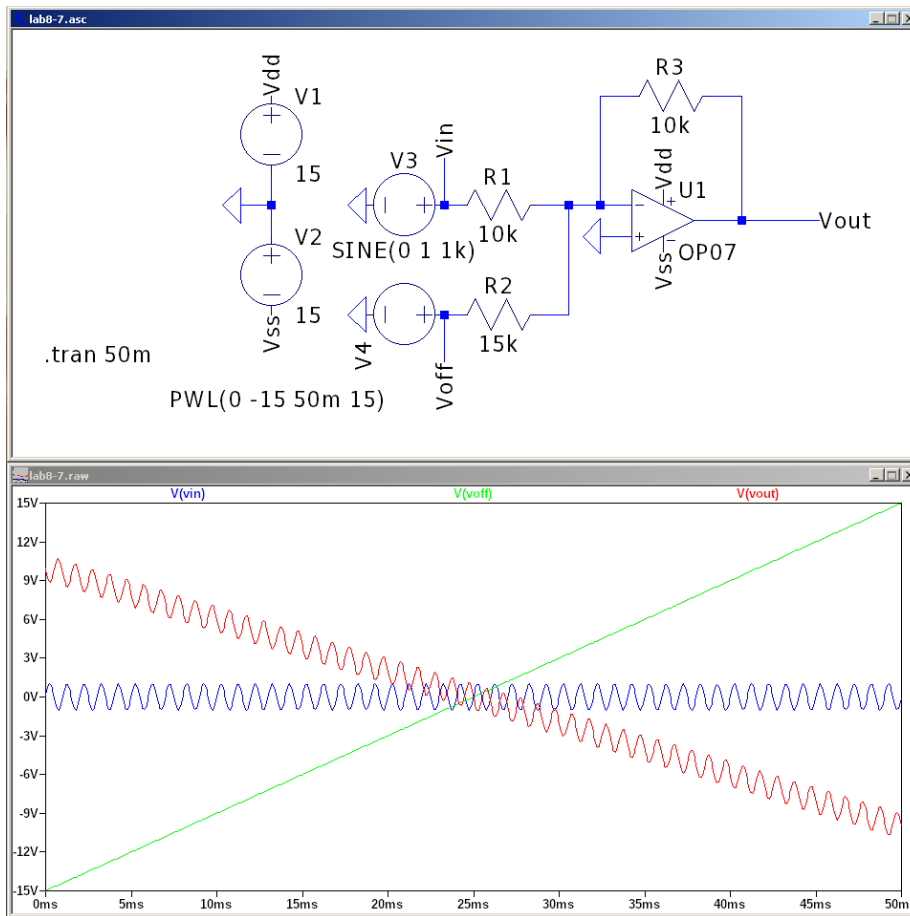 lab8-7.asc
Vdd
V1
15
V2
15
Vss
.tran 50m
V3
Vin
SINE(0 1 1k)
R1
10k
V4
Voff
PWL(0 -15 50m 15)
R2
15k
R3
10k
Vdd
U1
OP07
Vss
Vout
lab8-7.raw
V(vin) V(voff) V(vout)
15V
12V
9V
6V
3V
0V
-3V
-6V
-9V
-12V
-15V
0ms 5ms 10ms 15ms 20ms 25ms 30ms 35ms 40ms 45ms 50ms